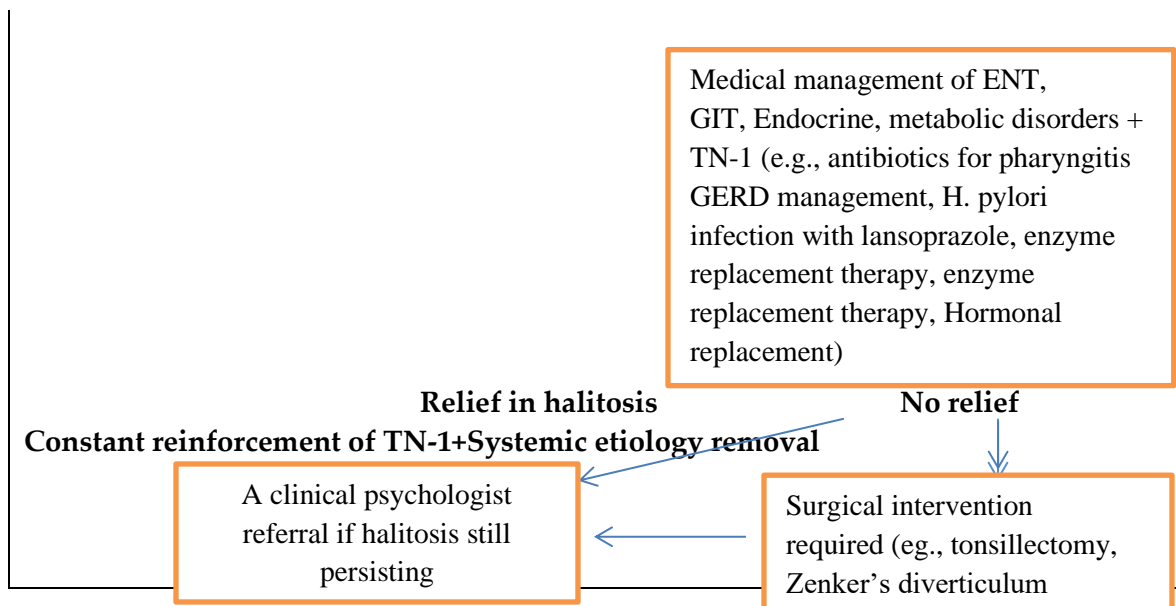 Medical management of ENT,
GIT, Endocrine, metabolic disorders +
TN-1 (e.g., antibiotics for pharyngitis
GERD management, H. pylori
infection with lansoprazole, enzyme
replacement therapy, enzyme
replacement therapy, Hormonal
replacement)
Relief in halitosis
No relief
Constant reinforcement of TN-1+Systemic etiology removal
A clinical psychologist
referral if halitosis still
persisting
Surgical intervention
required (eg., tonsillectomy,
Zenker’s diverticulum